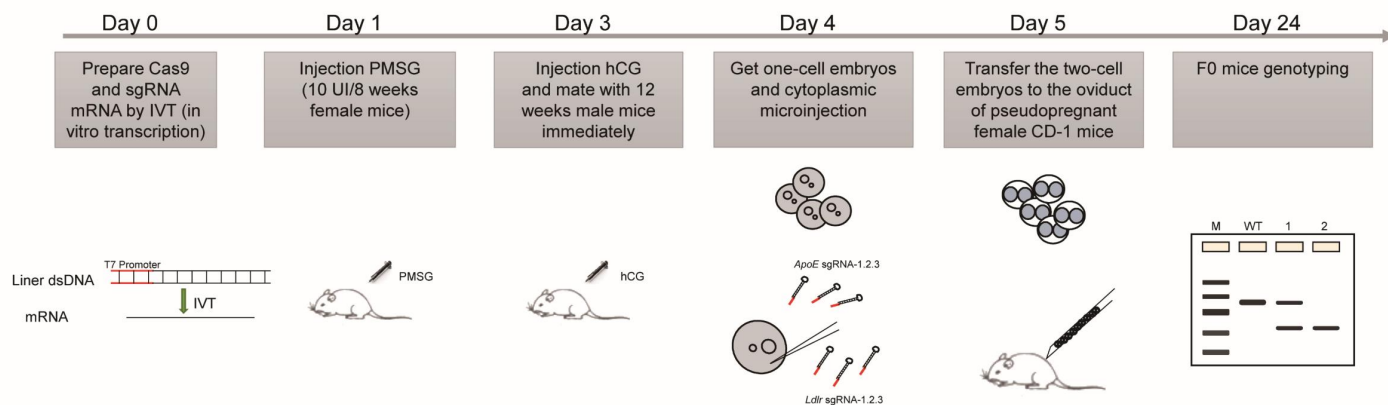 Day 0
Day 1
Day 3
Day 4
Day 5
Day 24
Prepare Cas9
and sgRNA
mRNA by IVT (in
vitro transcription)
Injection PMSG
(10 UI/8 weeks
female mice)
Injection hCG
and mate with 12
weeks male mice
immediately
Get one-cell embryos
and cytoplasmic
microinjection
Transfer the two-cell
embryos to the oviduct
of pseudopregnant
female CD-1 mice
F0 mice genotyping
T7 Promoter
Liner dsDNA
IVT
mRNA
PMSG
hCG
ApoE sgRNA-1.2.3
Ldlr sgRNA-1.2.3
M WT 1 2